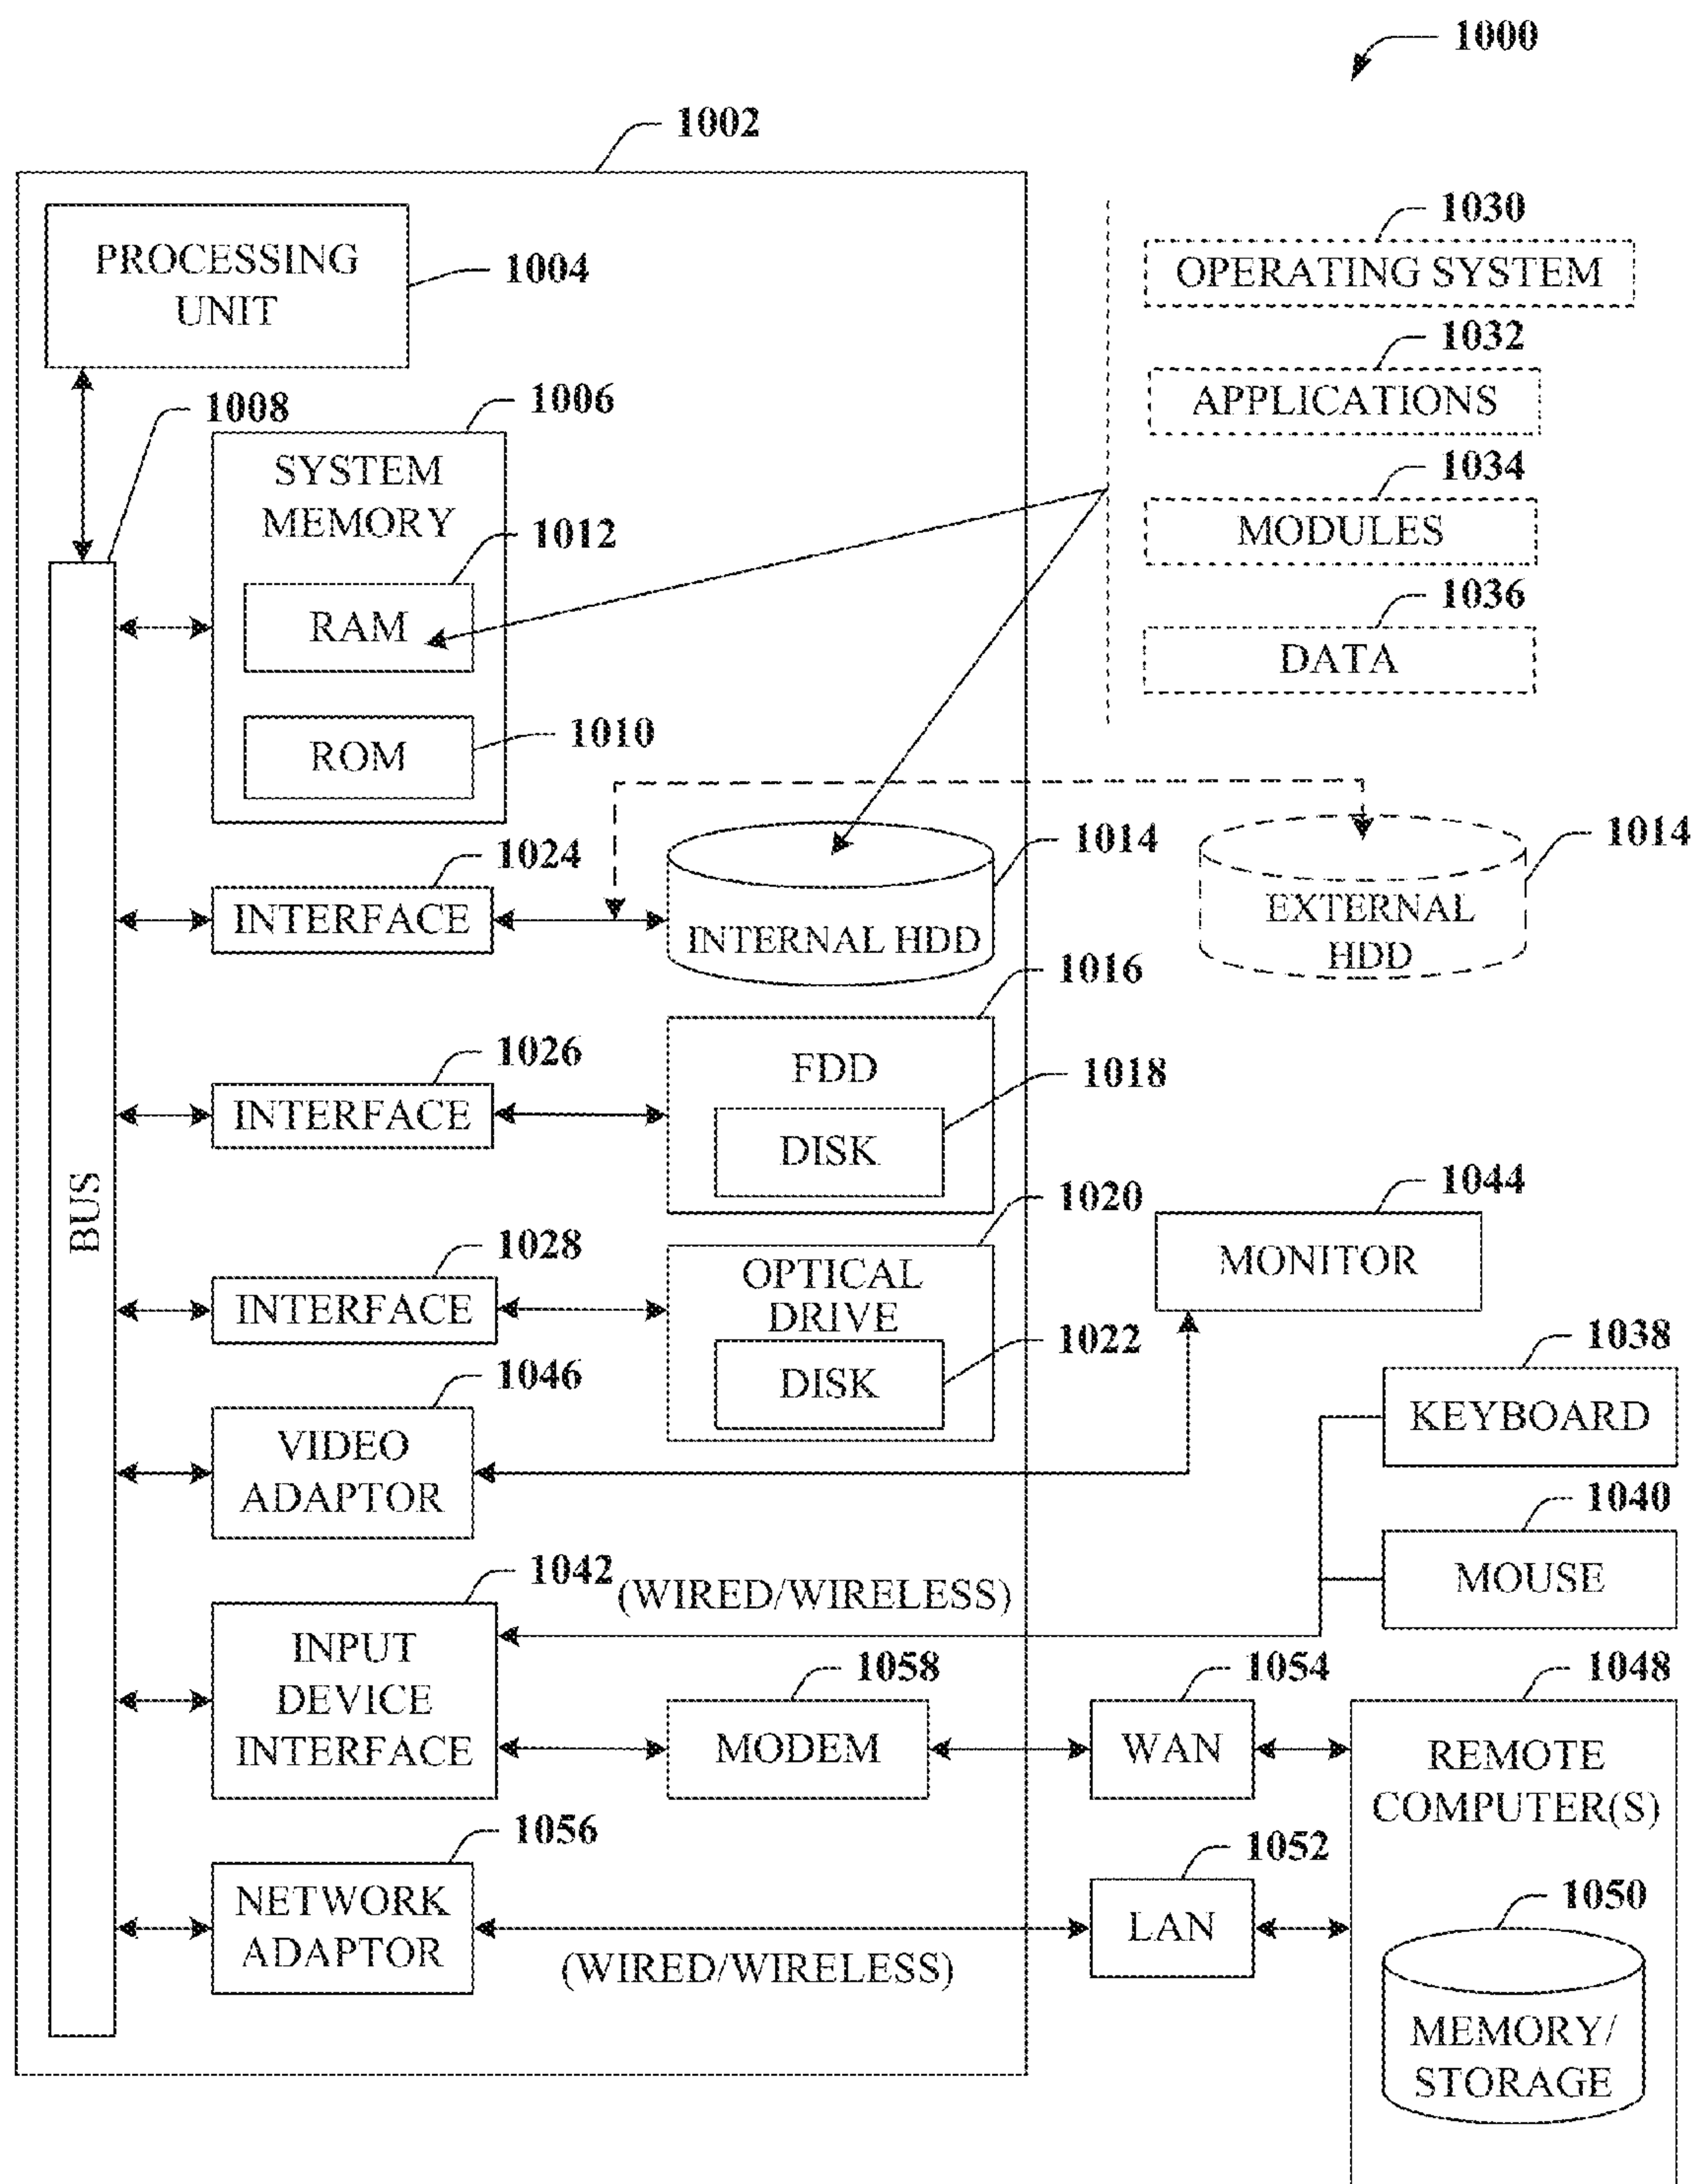 1000
1002
PROCESSING
UNIT
1004
1030
OPERATING SYSTEM
1032
APPLICATIONS
1034
MODULES
1036
DATA
1008
1006
SYSTEM
MEMORY
1012
RAM
1010
ROM
1024
INTERFACE
1014
INTERNAL HDD
1014
EXTERNAL
HDD
1026
INTERFACE
1016
FDD
1018
DISK
BUS
1028
INTERFACE
1020
OPTICAL
DRIVE
1022
DISK
1044
MONITOR
1046
VIDEO
ADAPTOR
1038
KEYBOARD
1040
MOUSE
1042
(WIRED/WIRELESS)
INPUT
DEVICE
INTERFACE
1058
MODEM
1054
WAN
1048
REMOTE
COMPUTER(S)
1056
NETWORK
ADAPTOR
(WIRED/WIRELESS)
1052
LAN
1050
MEMORY/
STORAGE